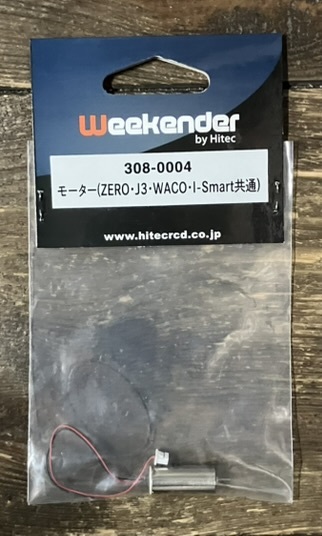 Weekender
by Hitec
308-0004
モーター(ZERO・J3・WACO・I-Smart共通)
www.hitecrcd.co.jp